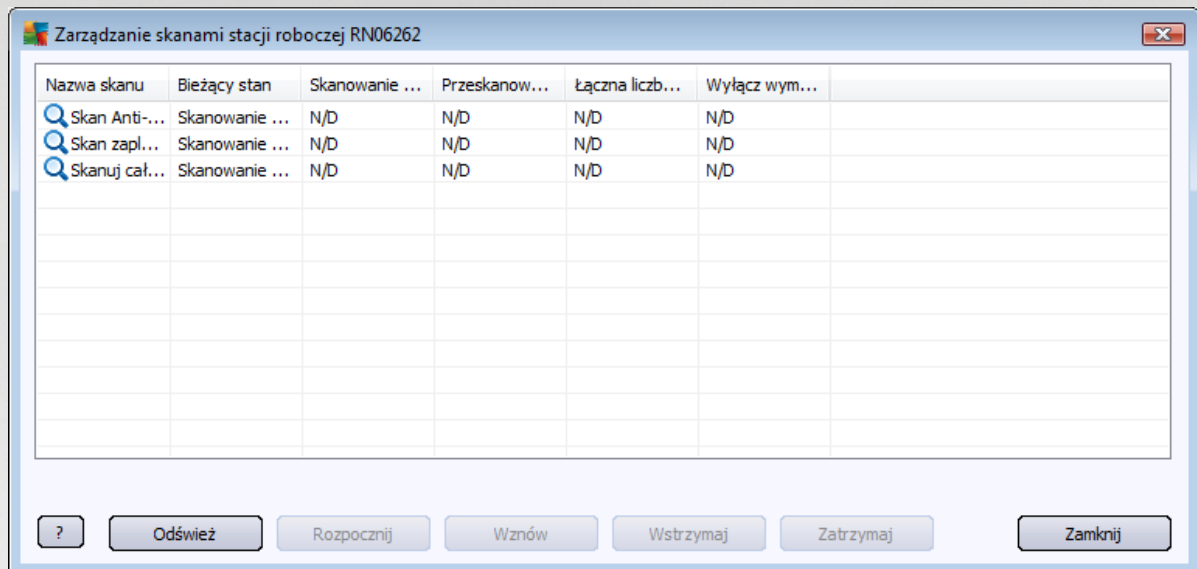 Zarządzanie skanami stacji roboczej RN06262
Nazwa skanu Bieżący stan Skanowanie ... Przeskanow... Łączna liczb... Wyłącz wym...
Skan Anti-... Skanowanie ... N/D N/D N/D N/D
Skan zapl... Skanowanie ... N/D N/D N/D N/D
Skanuj cał... Skanowanie ... N/D N/D N/D N/D
? Odśwież Rozpocznij Wznów Wstrzymaj Zatrzymaj Zamknij